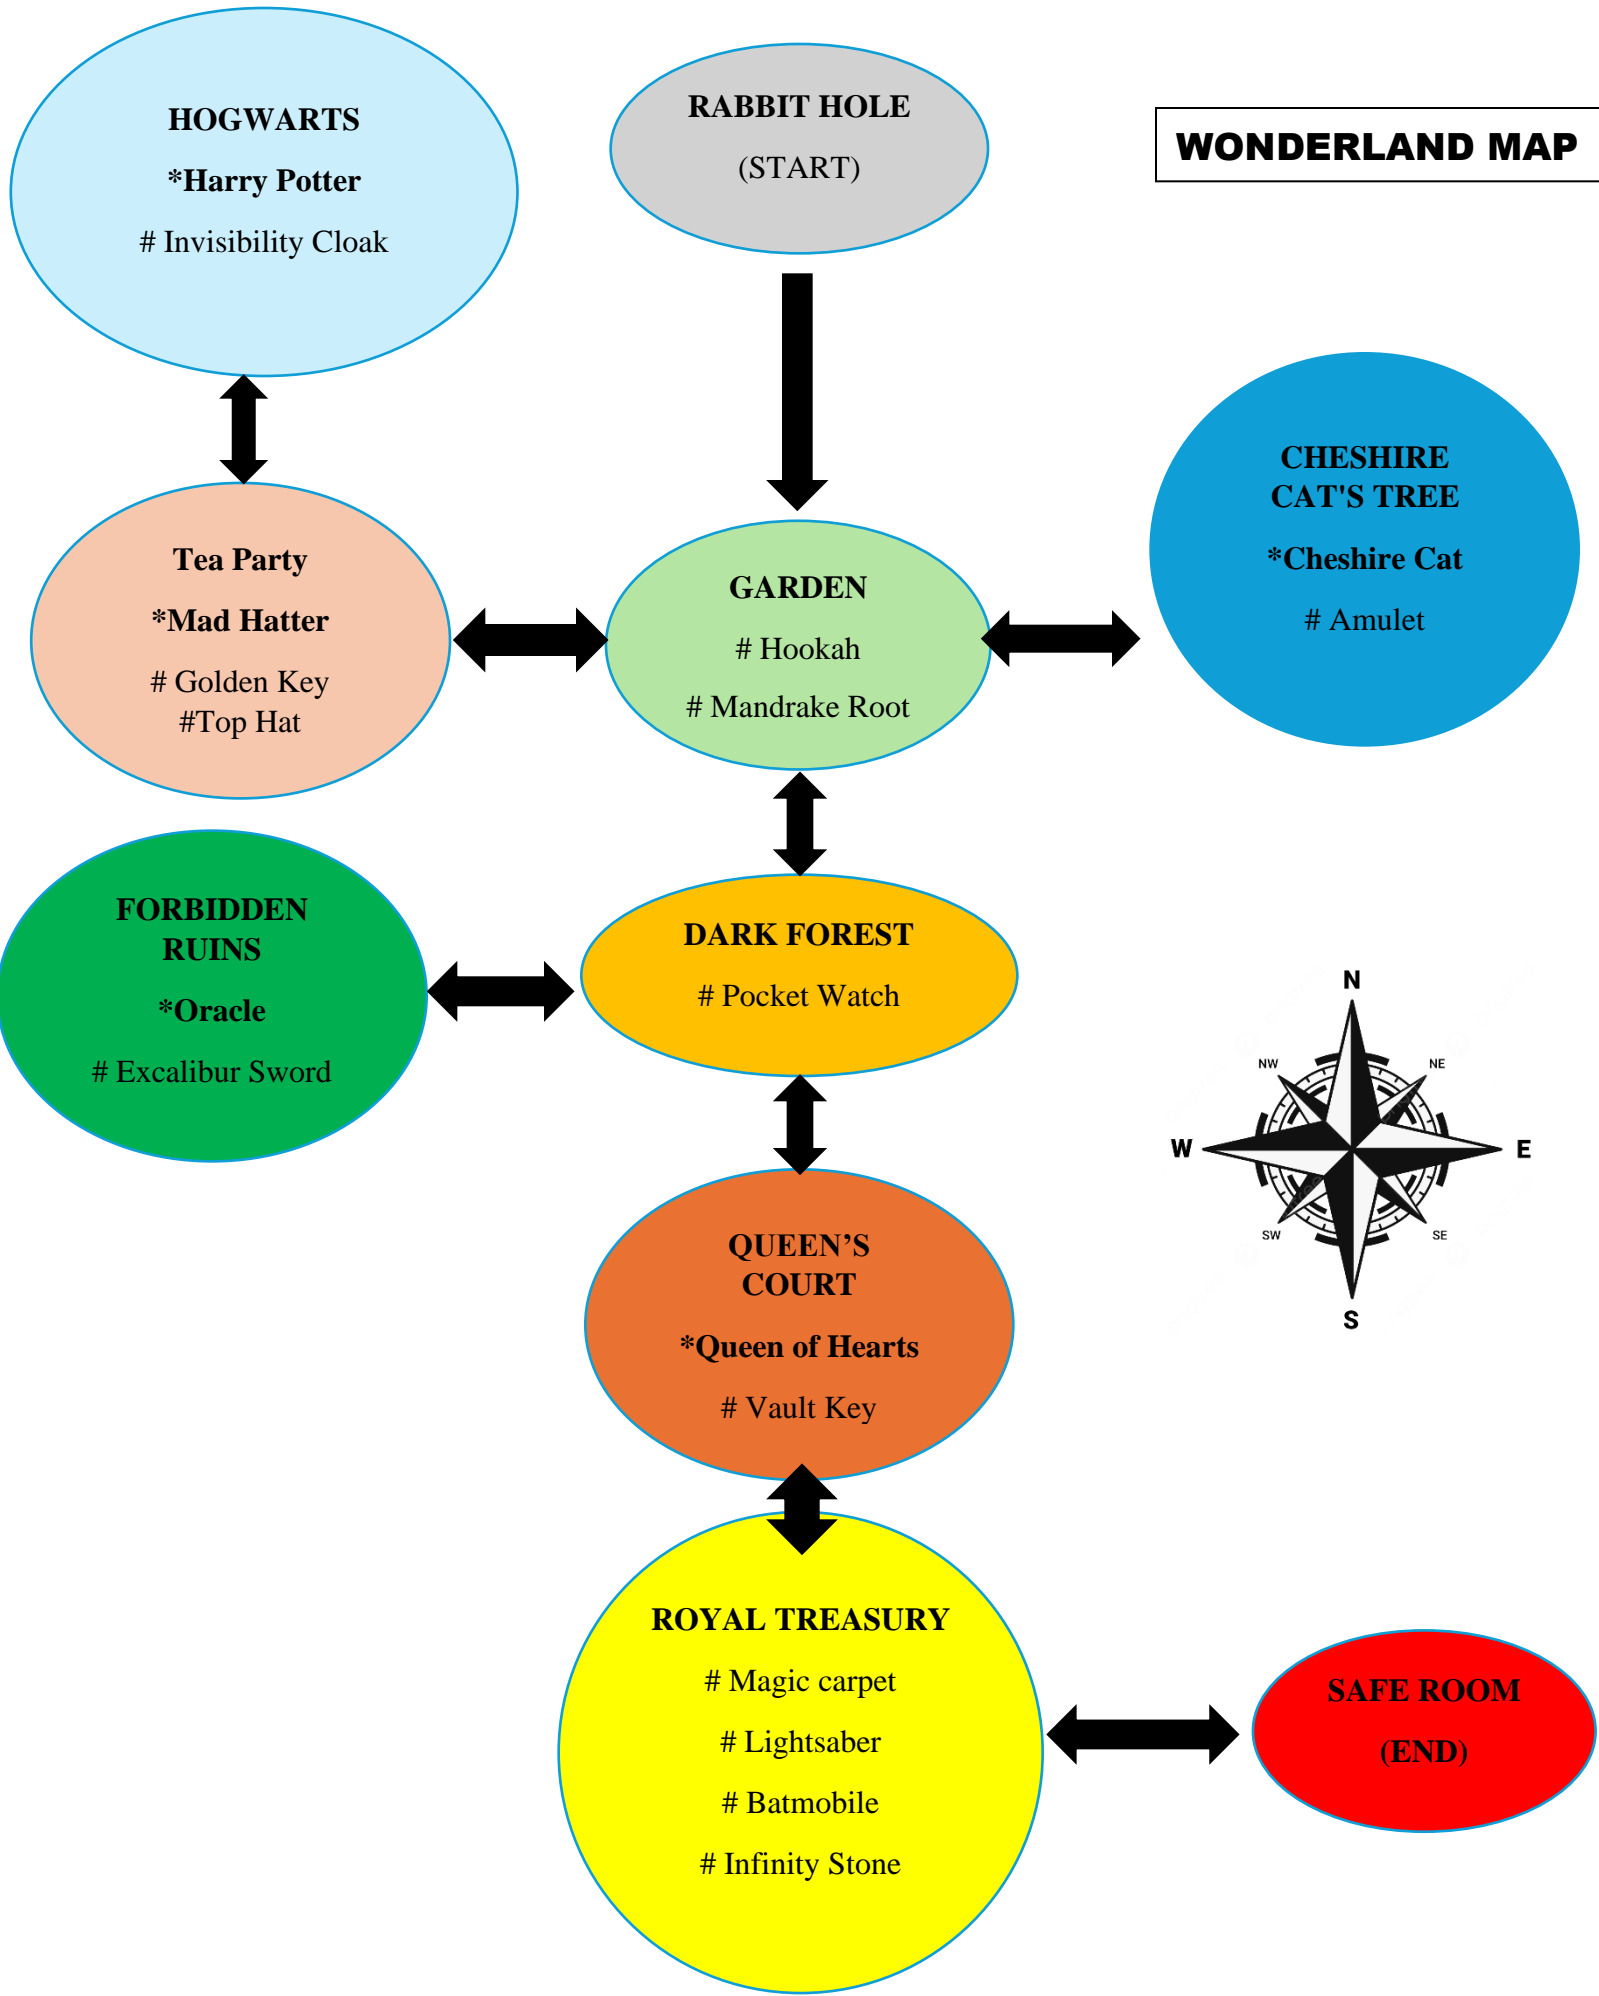 HOGWARTS
*Harry Potter
# Invisibility Cloak
RABBIT HOLE
(START)
WONDERLAND MAP
Tea Party
*Mad Hatter
# Golden Key
#Top Hat
GARDEN
# Hookah
# Mandrake Root
CHESHIRE
CAT'S TREE
*Cheshire Cat
# Amulet
FORBIDDEN
RUINS
*Oracle
# Excalibur Sword
DARK FOREST
# Pocket Watch
N
NW
NE
W
E
SW
SE
S
QUEEN’S
COURT
*Queen of Hearts
# Vault Key
ROYAL TREASURY
# Magic carpet
# Lightsaber
# Batmobile
# Infinity Stone
SAFE ROOM
(END)